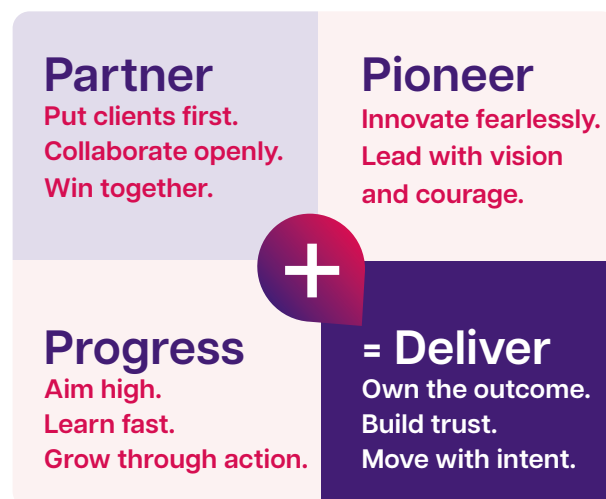 Partner
Put clients first.
Collaborate openly.
Win together.
Pioneer
Innovate fearlessly.
Lead with vision
and courage.
+
Progress
Aim high.
Learn fast.
Grow through action.
= Deliver
Own the outcome.
Build trust.
Move with intent.